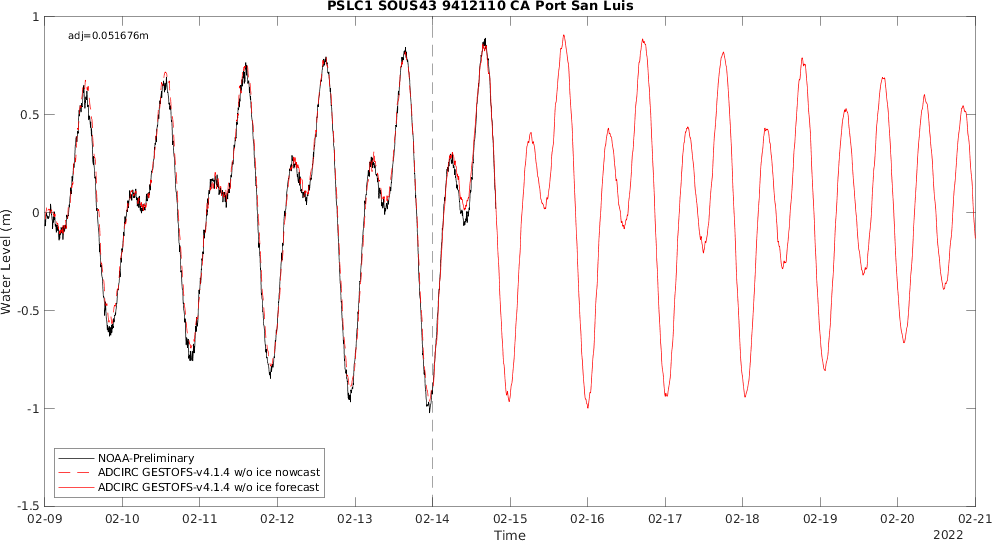 PSLC1 SOUS43 9412110 CA Port San Luis
adj=0.051676m
1
0.5
0
-0.5
-1
-1.5
Water Level (m)
NOAA-Preliminary
ADCIRC GESTOFS-v4.1.4 w/o ice nowcast
ADCIRC GESTOFS-v4.1.4 w/o ice forecast
02-09 02-10 02-11 02-12 02-13 02-14 02-15 02-16 02-17 02-18 02-19 02-20 02-21
Time
2022